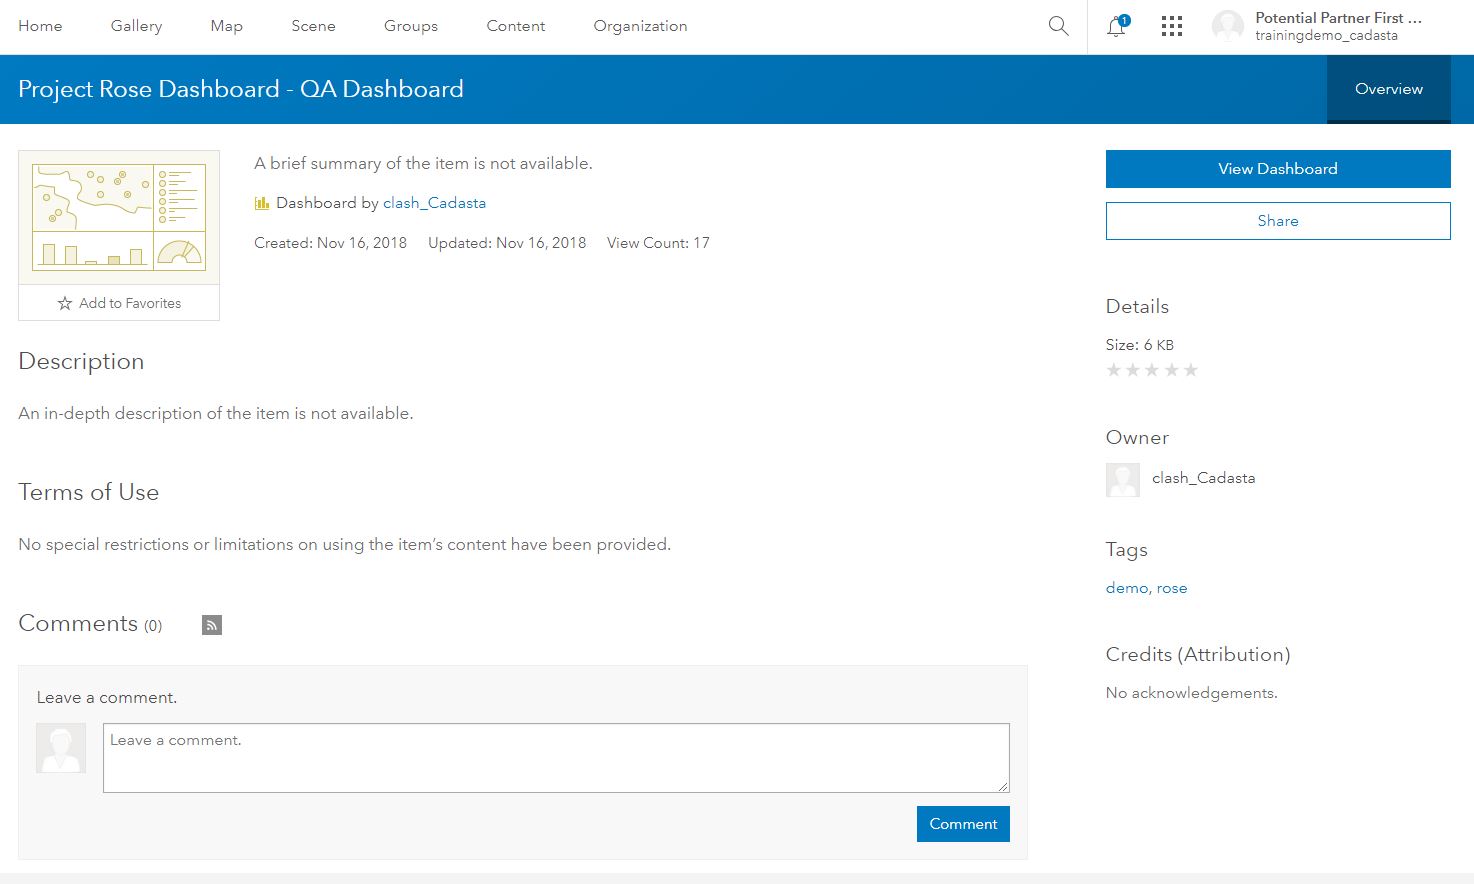 Home Gallery Map Scene Groups Content Organization
1
Potential Partner First ...
trainingdemo_cadasta
Project Rose Dashboard - QA Dashboard
Overview
A brief summary of the item is not available.
Dashboard by clash_Cadasta
Created: Nov 16, 2018 Updated: Nov 16, 2018 View Count: 17
Add to Favorites
Description
An in-depth description of the item is not available.
Terms of Use
No special restrictions or limitations on using the item's content have been provided.
Comments (0)
Leave a comment.
Leave a comment.
Comment
View Dashboard
Share
Details
Size: 6 KB
Owner
clash_Cadasta
Tags
demo, rose
Credits (Attribution)
No acknowledgements.